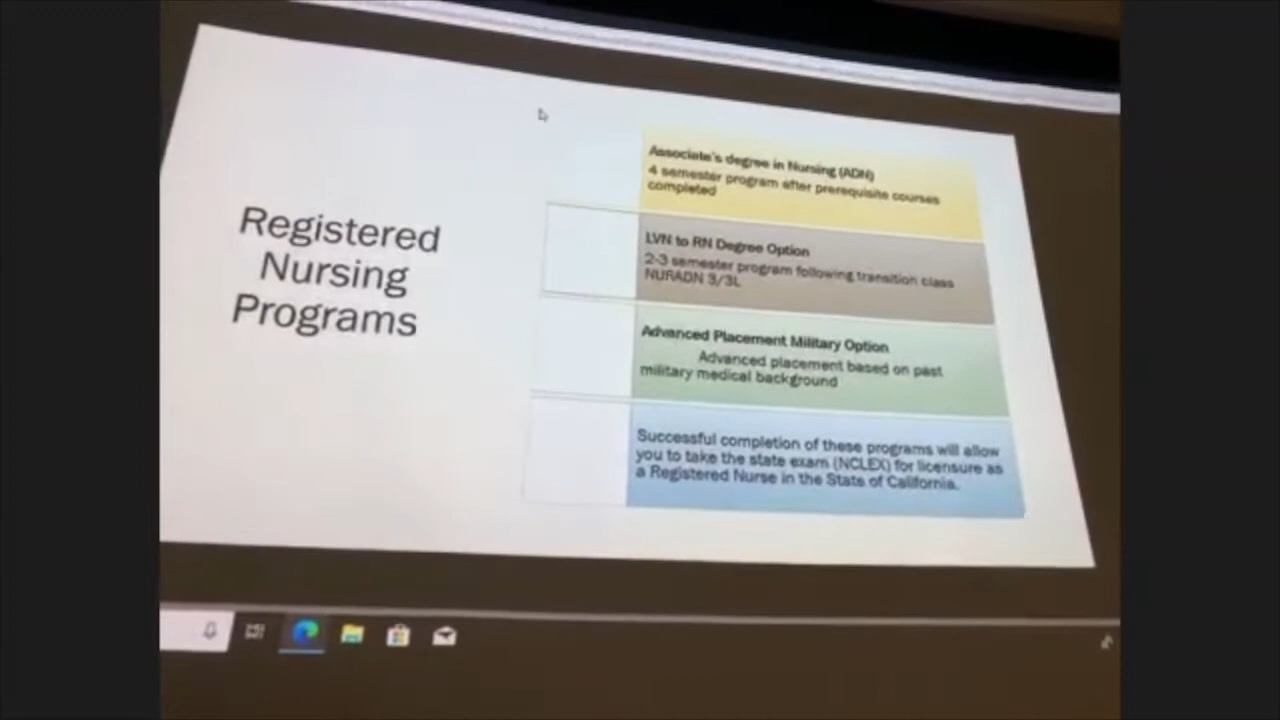 Registered
Nursing
Programs
Associate's degree in Nursing (ADN)
4 semester program after prerequisite courses
completed
LVN to RN Degree Option
2-3 semester program following transition class
NURADN 3/3L
Advanced Placement Military Option
Advanced placement based on past
military medical background
Successful completion of these programs will allow
you to take the state exam (NCLEX) for licensure as
a Registered Nurse in the State of California.